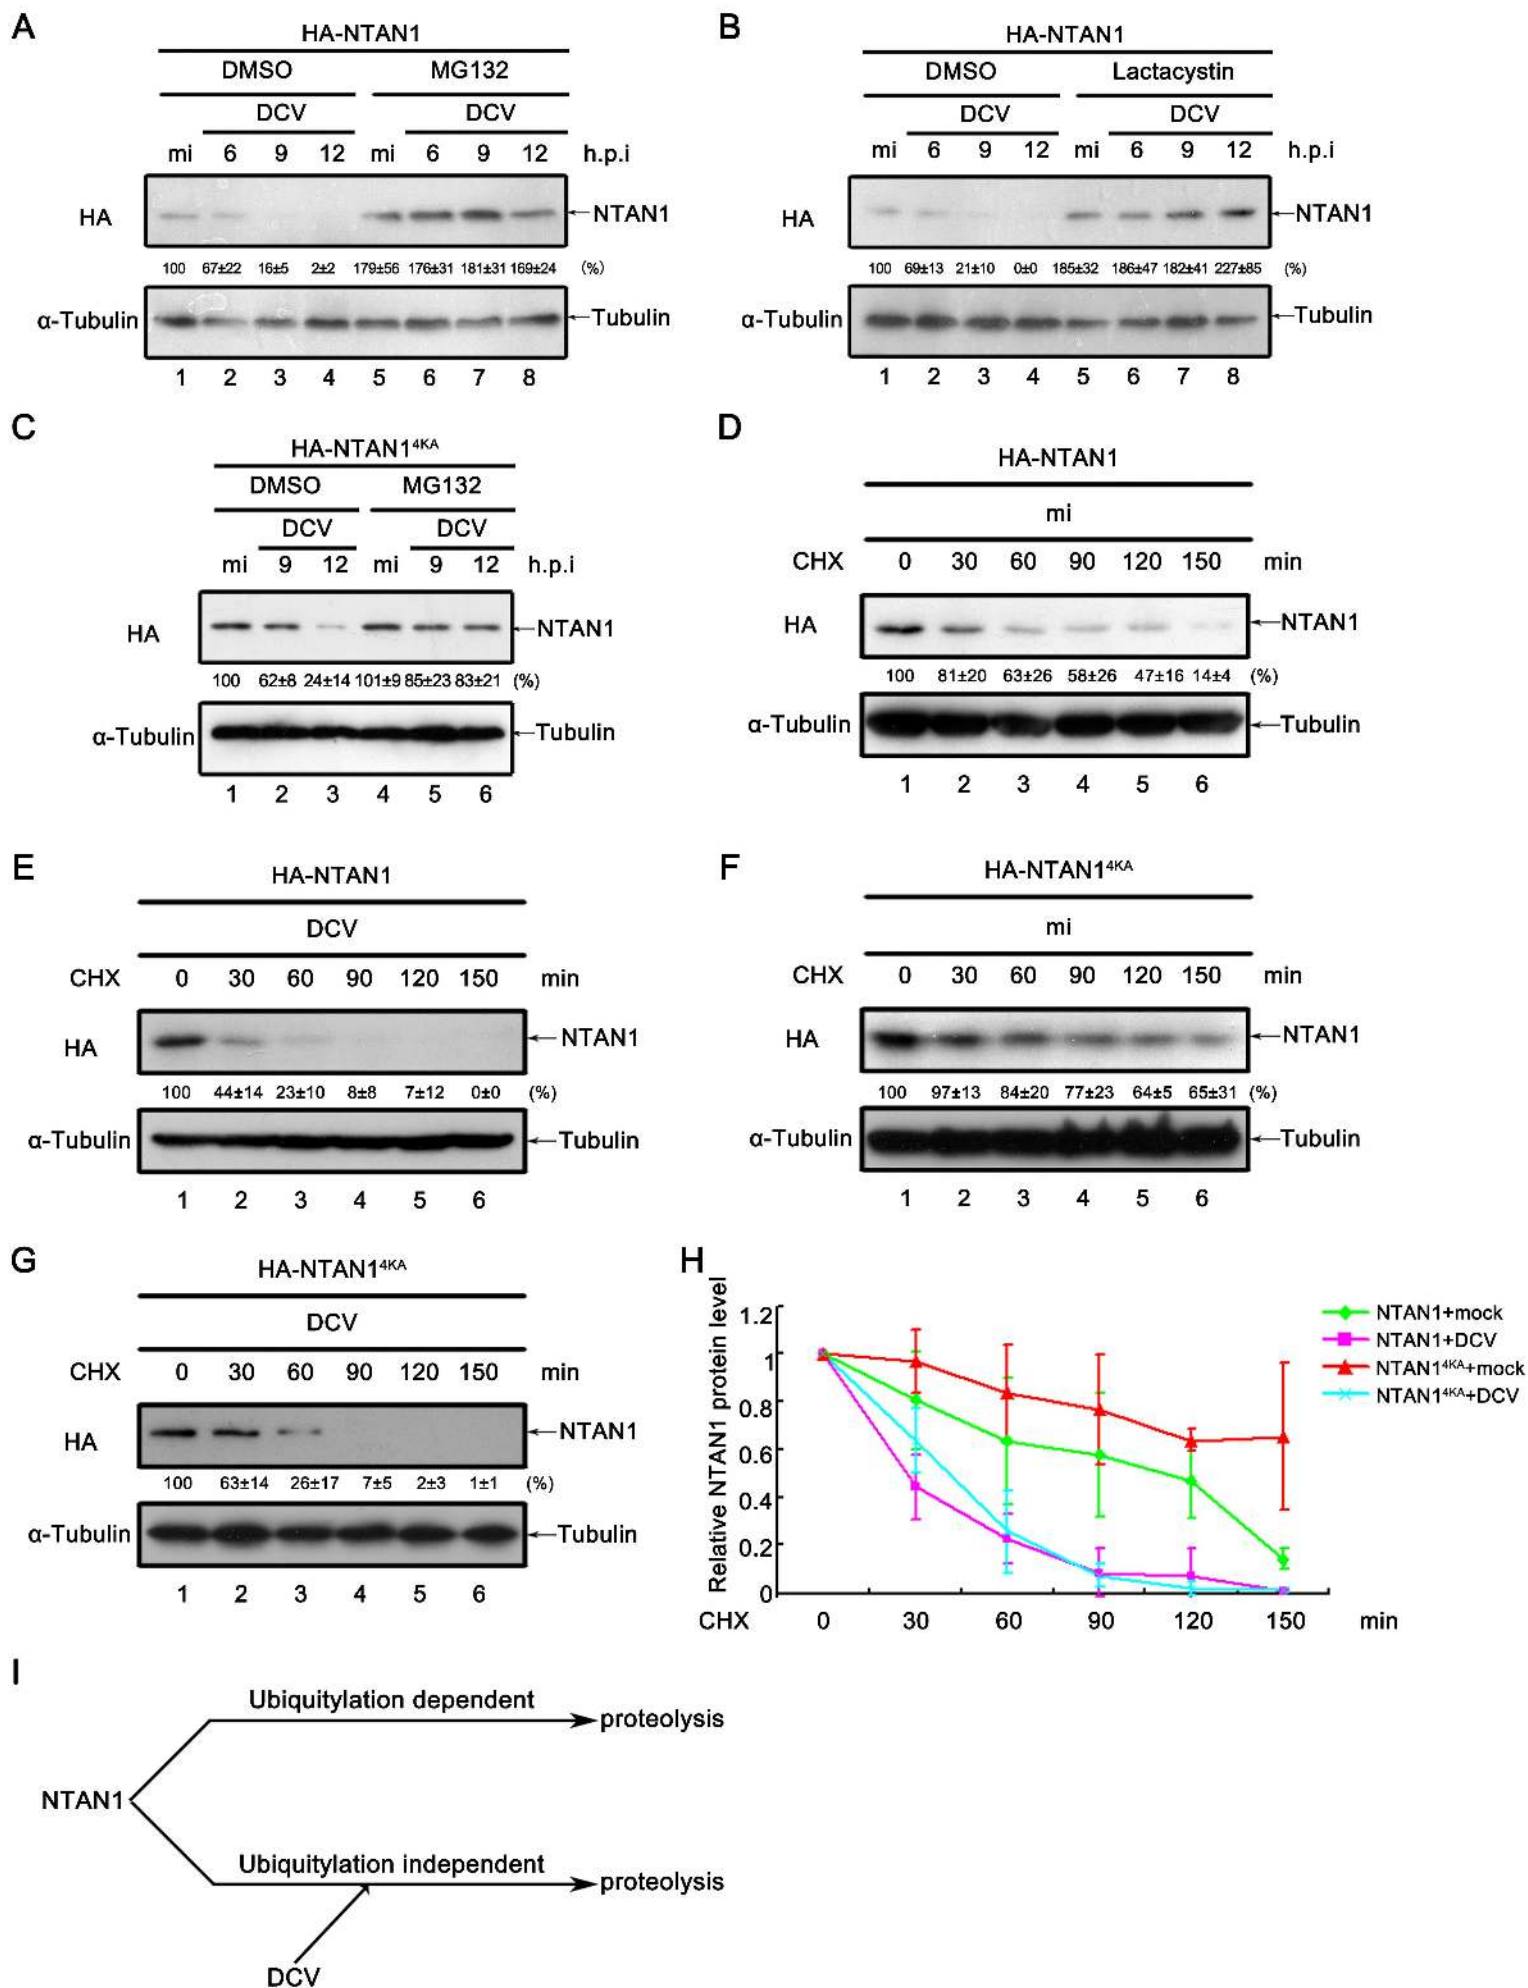 A
HA-NTAN1
DMSO MG132
DCV DCV
mi 6 9 12 mi 6 9 12 h.p.i
HA NTAN1
100 67±22 16±5 2±2 179±56 176±31 181±31 169±24 (%)
α-Tubulin Tubulin
1 2 3 4 5 6 7 8
B
HA-NTAN1
DMSO Lactacystin
DCV DCV
mi 6 9 12 mi 6 9 12 h.p.i
HA NTAN1
100 69±13 21±10 0±0 185±32 186±47 182±41 227±85 (%)
α-Tubulin Tubulin
1 2 3 4 5 6 7 8
C
HA-NTAN1⁴ᴷᴬ
DMSO MG132
DCV DCV
mi 9 12 mi 9 12 h.p.i
HA NTAN1
100 62±8 24±14 101±9 85±23 83±21 (%)
α-Tubulin Tubulin
1 2 3 4 5 6
D
HA-NTAN1
mi
CHX 0 30 60 90 120 150 min
HA NTAN1
100 81±20 63±26 58±26 47±16 14±4 (%)
α-Tubulin Tubulin
1 2 3 4 5 6
E
HA-NTAN1
DCV
CHX 0 30 60 90 120 150 min
HA NTAN1
100 44±14 23±10 8±8 7±12 0±0 (%)
α-Tubulin Tubulin
1 2 3 4 5 6
F
HA-NTAN1⁴ᴷᴬ
mi
CHX 0 30 60 90 120 150 min
HA NTAN1
100 97±13 84±20 77±23 64±5 65±31 (%)
α-Tubulin Tubulin
1 2 3 4 5 6
G
HA-NTAN1⁴ᴷᴬ
DCV
CHX 0 30 60 90 120 150 min
HA NTAN1
100 63±14 26±17 7±5 2±3 1±1 (%)
α-Tubulin Tubulin
1 2 3 4 5 6
H
Relative NTAN1 protein level
1.2
1
0.8
0.6
0.4
0.2
0
CHX 0 30 60 90 120 150 min
NTAN1+mock
NTAN1+DCV
NTAN1⁴ᴷᴬ+mock
NTAN1⁴ᴷᴬ+DCV
I
Ubiquitylation dependent
proteolysis
NTAN1
Ubiquitylation independent
proteolysis
DCV